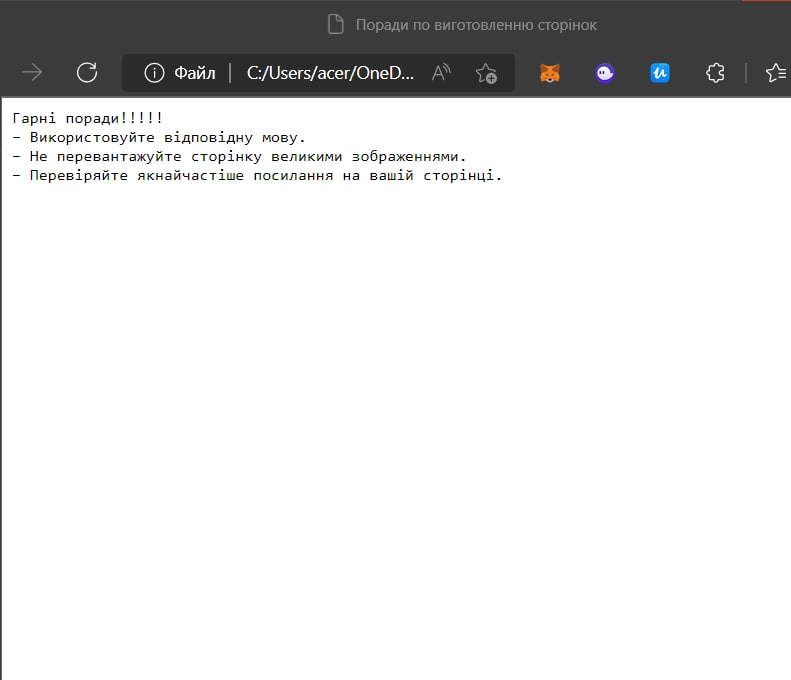 Поради по виготовленню сторінок
Файл | C:/Users/acer/OneD...
Гарні поради!!!!!
- Використовуйте відповідну мову.
- Не перевантажуйте сторінку великими зображеннями.
- Перевіряйте якнайчастіше посилання на вашій сторінці.